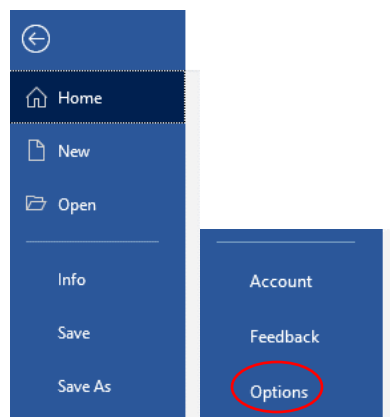 Home
New
Open
Info
Save
Save As
Account
Feedback
Options